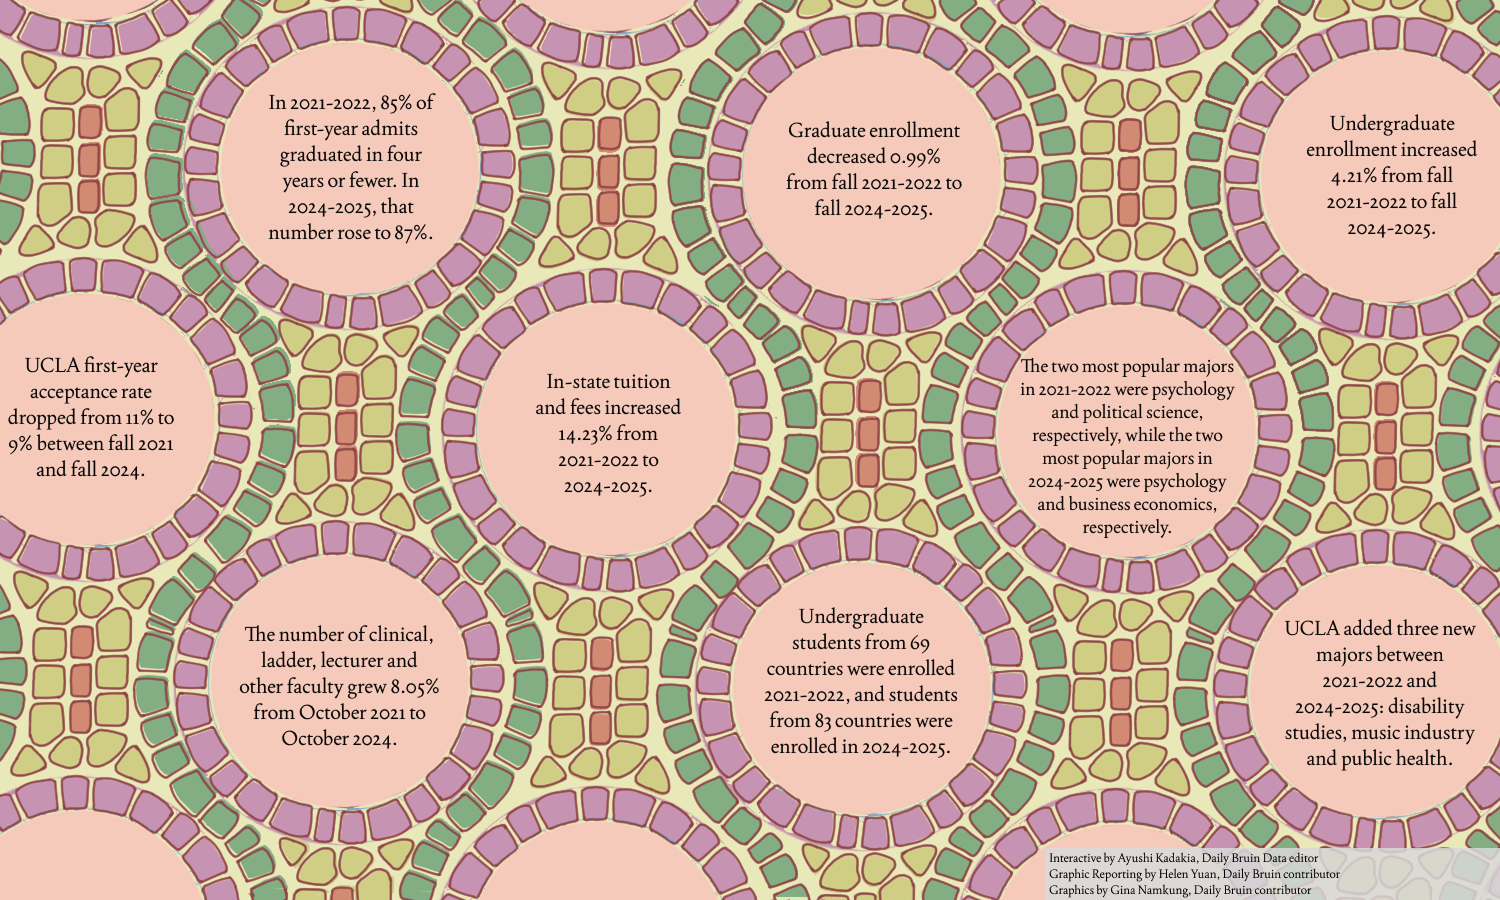 In 2021-2022, 85% of
first-year admits
graduated in four
years or fewer. In
2024-2025, that
number rose to 87%.
Graduate enrollment
decreased 0.99%
from fall 2021-2022 to
fall 2024-2025.
Undergraduate
enrollment increased
4.21% from fall
2021-2022 to fall
2024-2025.
UCLA first-year
acceptance rate
dropped from 11% to
9% between fall 2021
and fall 2024.
In-state tuition
and fees increased
14.23% from
2021-2022 to
2024-2025.
The two most popular majors
in 2021-2022 were psychology
and political science,
respectively, while the two
most popular majors in
2024-2025 were psychology
and business economics,
respectively.
The number of clinical,
ladder, lecturer and
other faculty grew 8.05%
from October 2021 to
October 2024.
Undergraduate
students from 69
countries were enrolled
2021-2022, and students
from 83 countries were
enrolled in 2024-2025.
UCLA added three new
majors between
2021-2022 and
2024-2025: disability
studies, music industry
and public health.
Interactive by Ayushi Kadakia, Daily Bruin Data editor
Graphic Reporting by Helen Yuan, Daily Bruin contributor
Graphics by Gina Namkung, Daily Bruin contributor